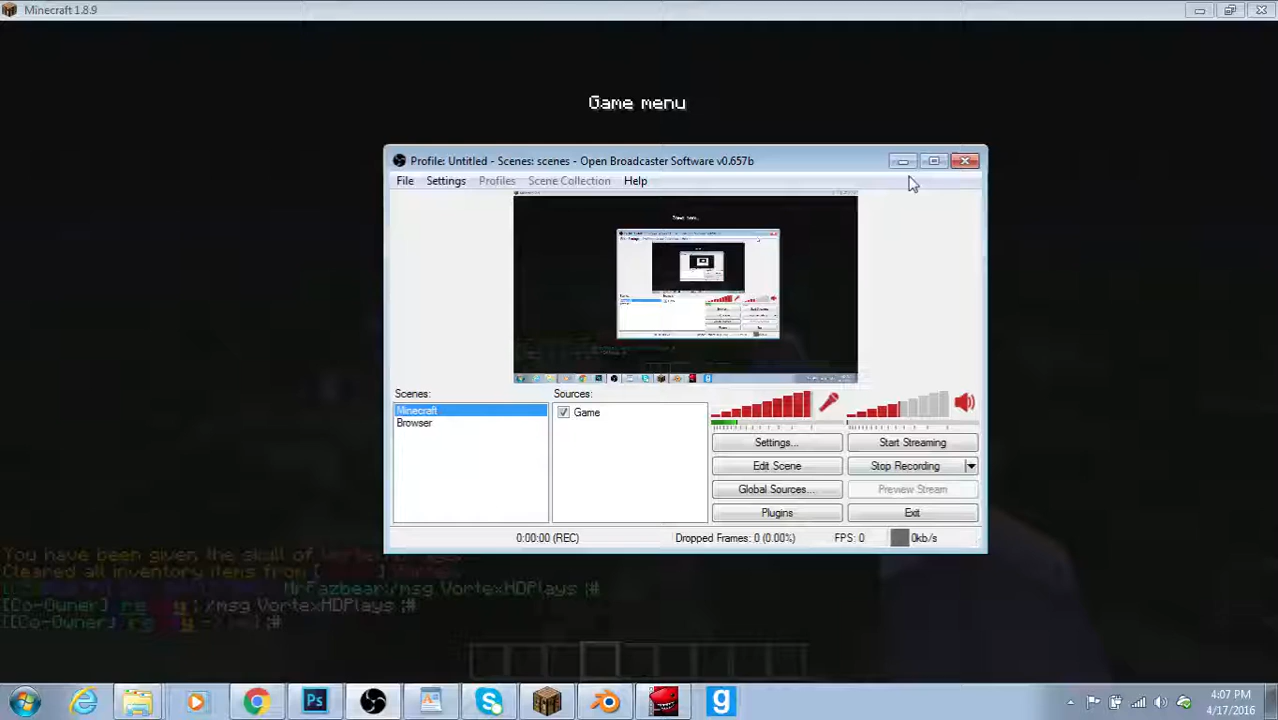 Minecraft 1.8.9
Game menu
Profile: Untitled - Scenes: scenes - Open Broadcaster Software v0.657b
File Settings Profiles Scene Collection Help
Scenes:
Sources:
Minecraft
Browser
Game
Settings...
Start Streaming
Edit Scene
Stop Recording
Global Sources...
Preview Stream
Plugins
Exit
0:00:00 (REC)
Dropped Frames: 0 (0.00%)
FPS: 0
0kb/s
You have been given the skull of
Cleared all inventory items from [
MrFazbear:/msg VortexHDPlays ;#
[Co-Owner] : /msg VortexHDPlays ;#
[Co-Owner] ;#
Ps
g
4:07 PM
4/17/2016